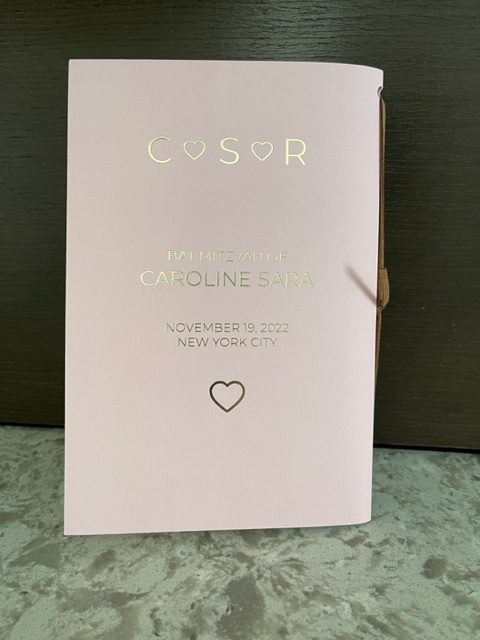 C♡S♡R
BAT MITZVAH OF
CAROLINE SARA
NOVEMBER 19, 2022
NEW YORK CITY